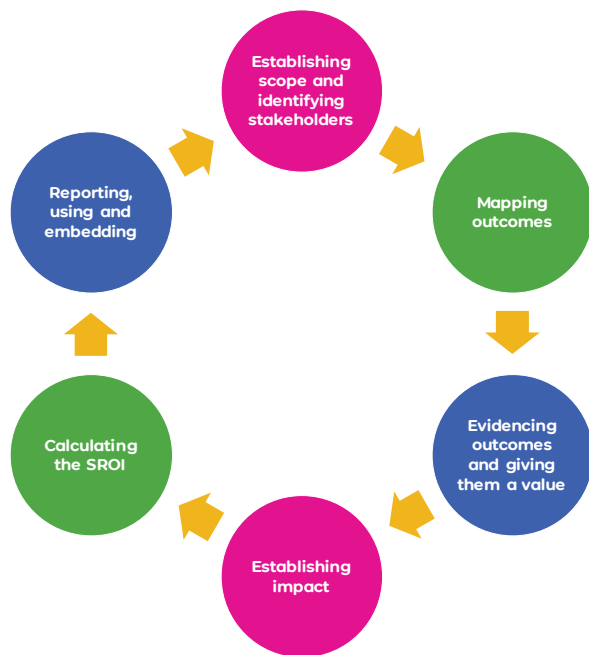 Establishing
scope and
identifying
stakeholders
Mapping
outcomes
Evidencing
outcomes
and giving
them a value
Establishing
impact
Calculating
the SROI
Reporting,
using and
embedding